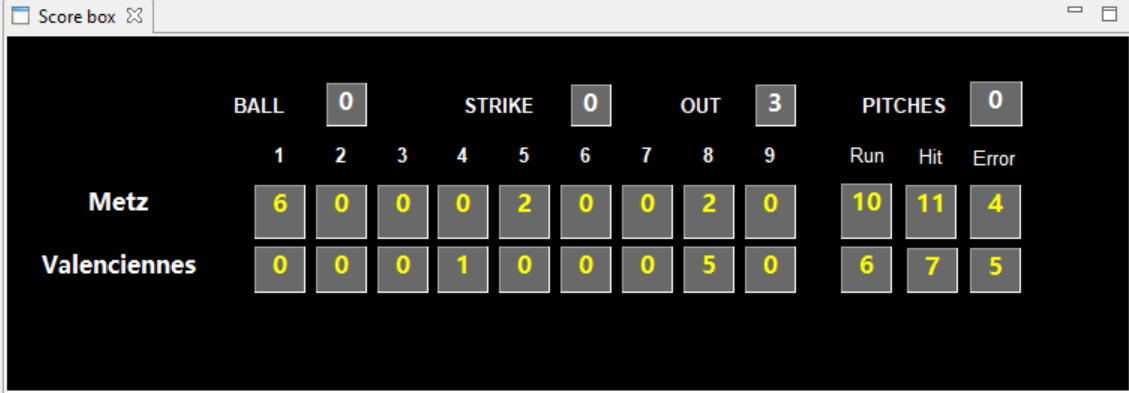 Score box
BALL 0 STRIKE 0 OUT 3 PITCHES 0
1 2 3 4 5 6 7 8 9 Run Hit Error
Metz 6 0 0 0 2 0 0 2 0 10 11 4
Valenciennes 0 0 0 1 0 0 0 5 0 6 7 5